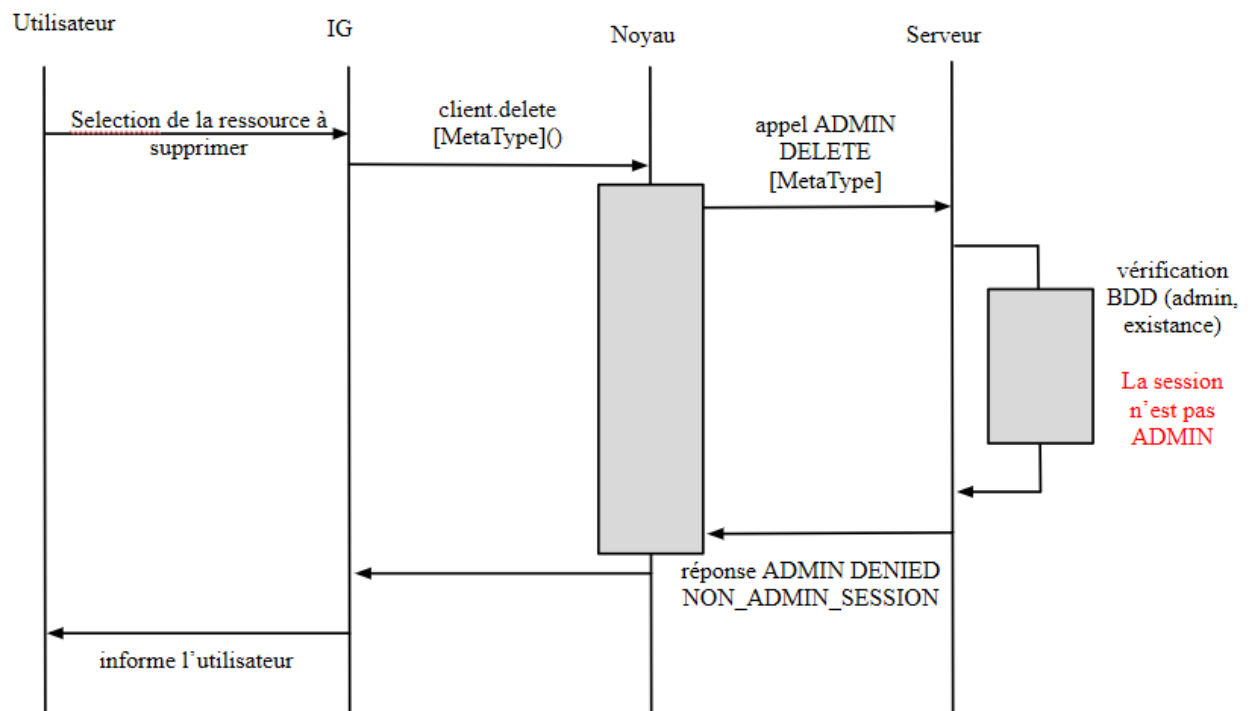 Utilisateur
IG
Noyau
Serveur
Selection de la ressource à
supprimer
client.delete
[MetaType]()
appel ADMIN
DELETE
[MetaType]
vérification
BDD (admin,
existance)
La session
n'est pas
ADMIN
réponse ADMIN DENIED
NON_ADMIN_SESSION
informe l'utilisateur